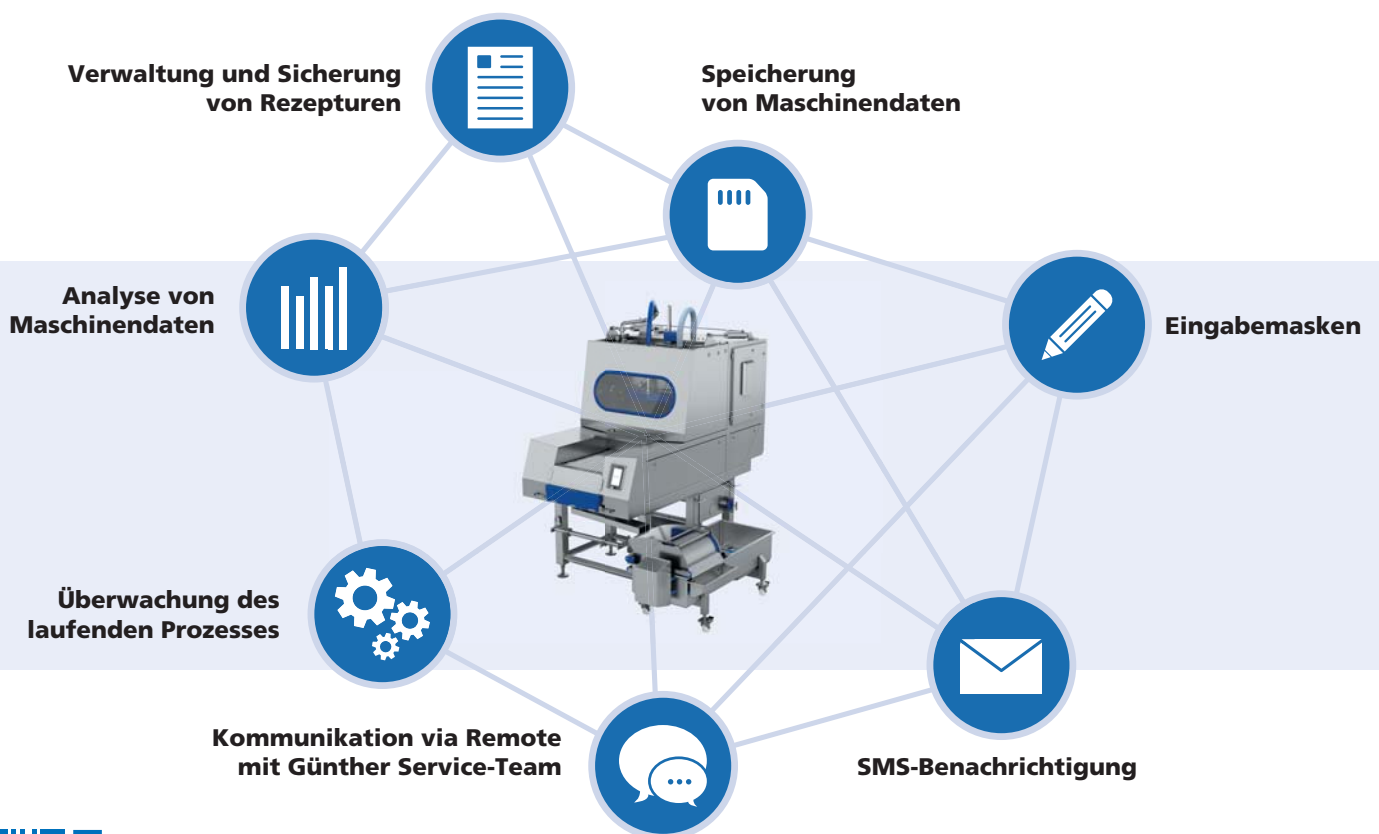 Verwaltung und Sicherung
von Rezepturen
Speicherung
von Maschinendaten
Analyse von
Maschinendaten
Eingabemasken
Überwachung des
laufenden Prozesses
Kommunikation via Remote
mit Günther Service-Team
SMS-Benachrichtigung